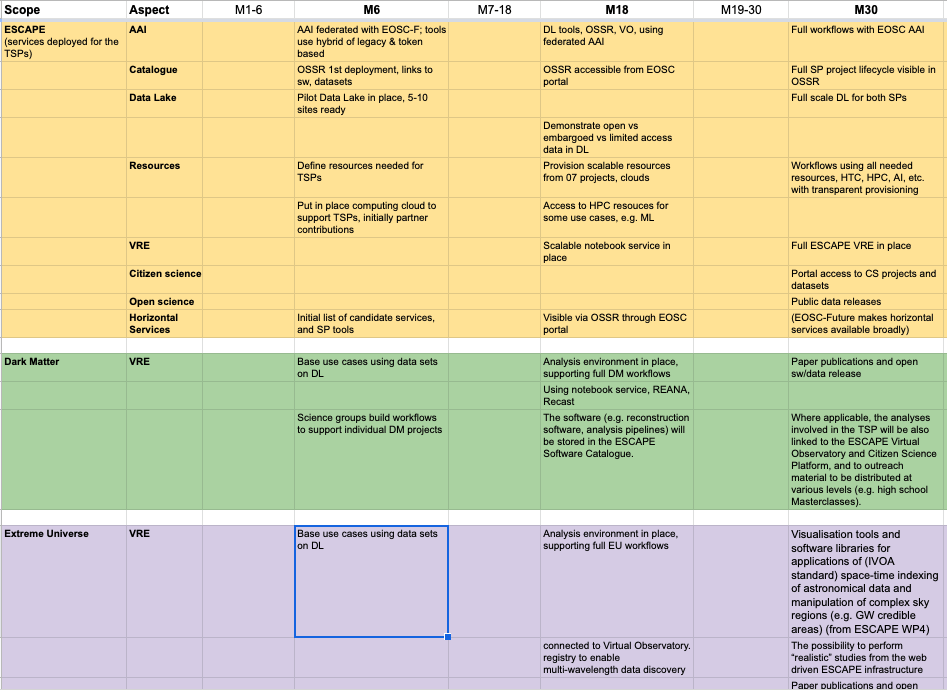 Scope Aspect M1-6 M6 M7-18 M18 M19-30 M30
ESCAPE
(services deployed for the
TSPs)
AAI
AAI federated with EOSC-F; tools
use hybrid of legacy & token
based
DL tools, OSSR, VO, using
federated AAI
Full workflows with EOSC AAI
Catalogue
OSSR 1st deployment, links to
sw, datasets
OSSR accessible from EOSC
portal
Full SP project lifecycle visible in
OSSR
Data Lake
Pilot Data Lake in place, 5-10
sites ready
Full scale DL for both SPs
Demonstrate open vs
embargoed vs limited access
data in DL
Resources
Define resources needed for
TSPs
Provision scalable resources
from 07 projects, clouds
Workflows using all needed
resources, HTC, HPC, AI, etc.
with transparent provisioning
Put in place computing cloud to
support TSPs, initially partner
contributions
Access to HPC resouces for
some use cases, e.g. ML
VRE
Scalable notebook service in
place
Full ESCAPE VRE in place
Citizen science
Portal access to CS projects and
datasets
Open science
Public data releases
Horizontal
Services
Initial list of candidate services,
and SP tools
Visible via OSSR through EOSC
portal
(EOSC-Future makes horizontal
services available broadly)
Dark Matter
VRE
Base use cases using data sets
on DL
Analysis environment in place,
supporting full DM workflows
Paper publications and open
sw/data release
Using notebook service, REANA,
Recast
Science groups build workflows
to support individual DM projects
The software (e.g. reconstruction
software, analysis pipelines) will
be stored in the ESCAPE
Software Catalogue.
Where applicable, the analyses
involved in the TSP will be also
linked to the ESCAPE Virtual
Observatory and Citizen Science
Platform, and to outreach
material to be distributed at
various levels (e.g. high school
Masterclasses).
Extreme Universe
VRE
Base use cases using data sets
on DL
Analysis environment in place,
supporting full EU workflows
Visualisation tools and
software libraries for
applications of (IVOA
standard) space-time indexing
of astronomical data and
manipulation of complex sky
regions (e.g. GW credible
areas) (from ESCAPE WP4)
connected to Virtual Observatory.
registry to enable
multi-wavelength data discovery
The possibility to perform
“realistic” studies from the web
driven ESCAPE infrastructure
Paper publications and open